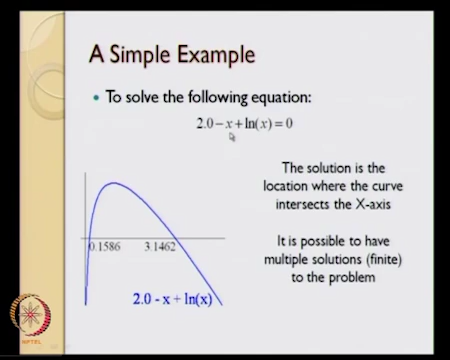 A Simple Example
• To solve the following equation:
2.0−x+ln(x)=0
The solution is the
location where the curve
intersects the X-axis
0.1586 3.1462
It is possible to have
multiple solutions (finite)
to the problem
2.0 - x + ln(x)
NPTEL